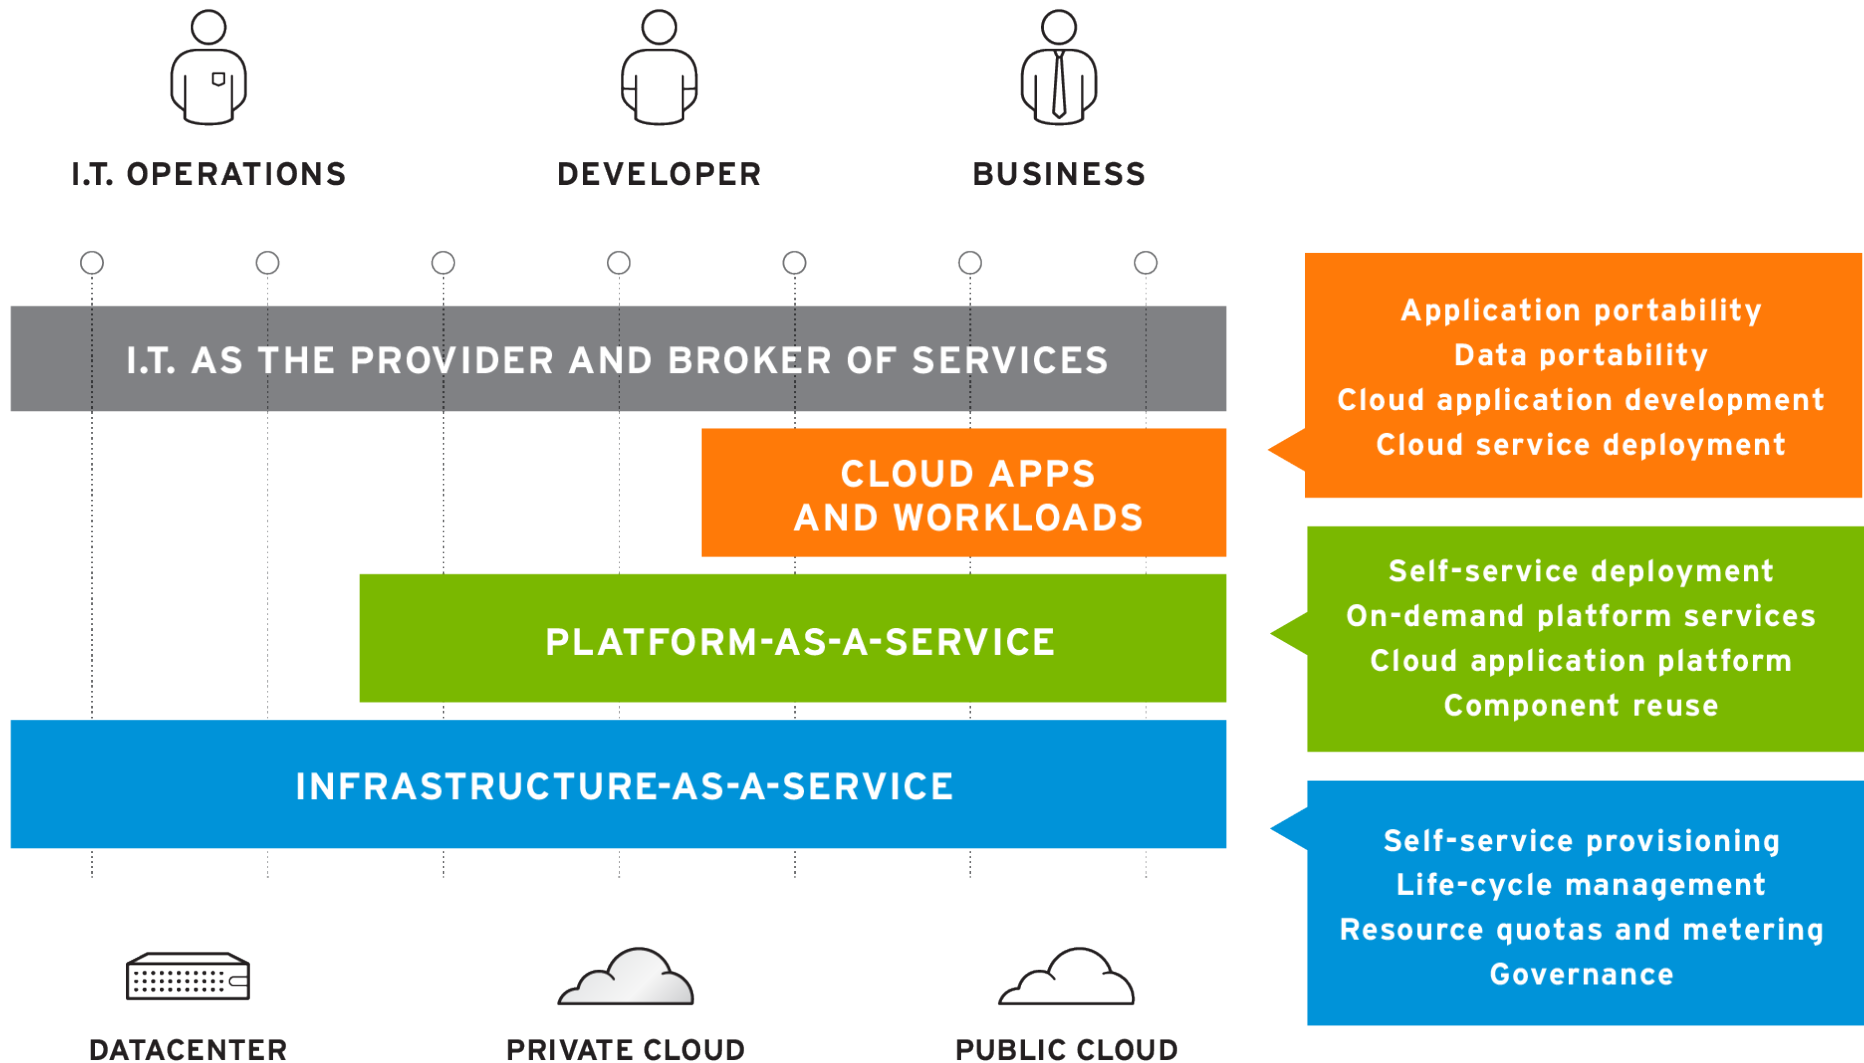 I.T. OPERATIONS
DEVELOPER
BUSINESS
I.T. AS THE PROVIDER AND BROKER OF SERVICES
CLOUD APPS
AND WORKLOADS
PLATFORM-AS-A-SERVICE
INFRASTRUCTURE-AS-A-SERVICE
Application portability
Data portability
Cloud application development
Cloud service deployment
Self-service deployment
On-demand platform services
Cloud application platform
Component reuse
Self-service provisioning
Life-cycle management
Resource quotas and metering
Governance
DATACENTER
PRIVATE CLOUD
PUBLIC CLOUD